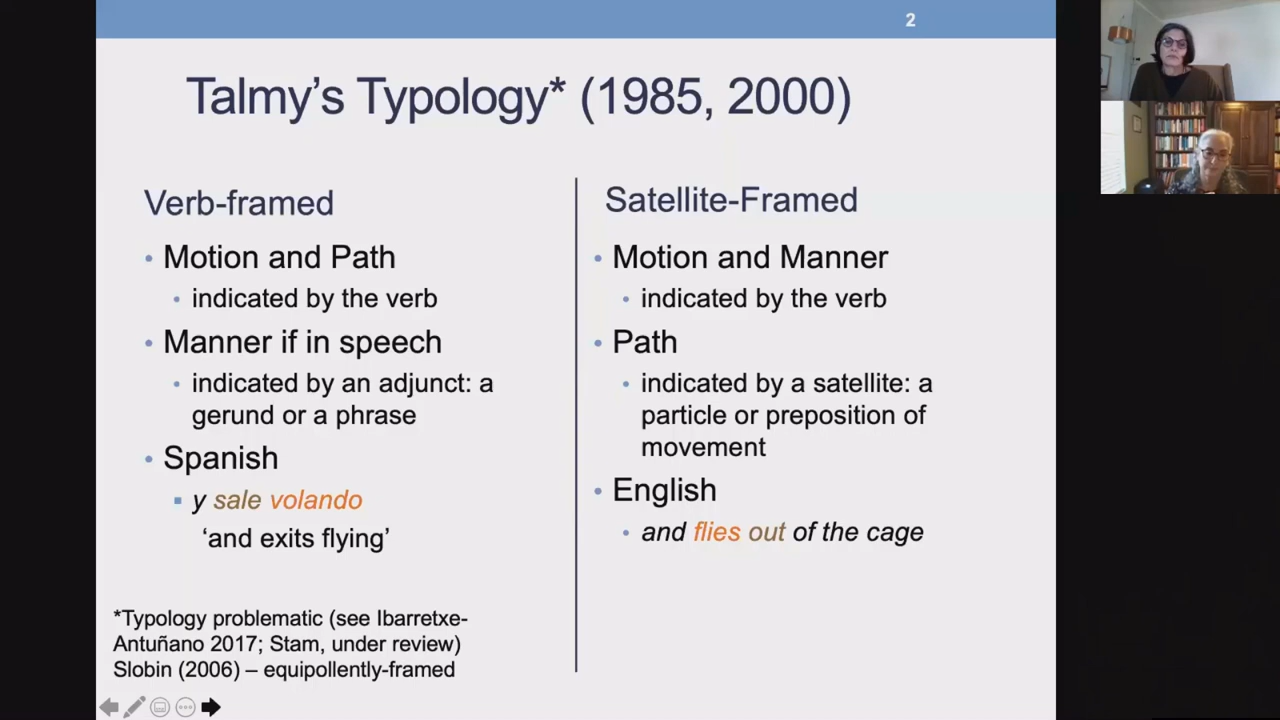 2
Talmy's Typology* (1985, 2000)
Verb-framed
• Motion and Path
• indicated by the verb
• Manner if in speech
• indicated by an adjunct: a
gerund or a phrase
• Spanish
▪ y sale volando
‘and exits flying’
*Typology problematic (see Ibarretxe-
Antuñano 2017; Stam, under review)
Slobin (2006) – equipollently-framed
Satellite-Framed
• Motion and Manner
• indicated by the verb
• Path
• indicated by a satellite: a
particle or preposition of
movement
• English
• and flies out of the cage